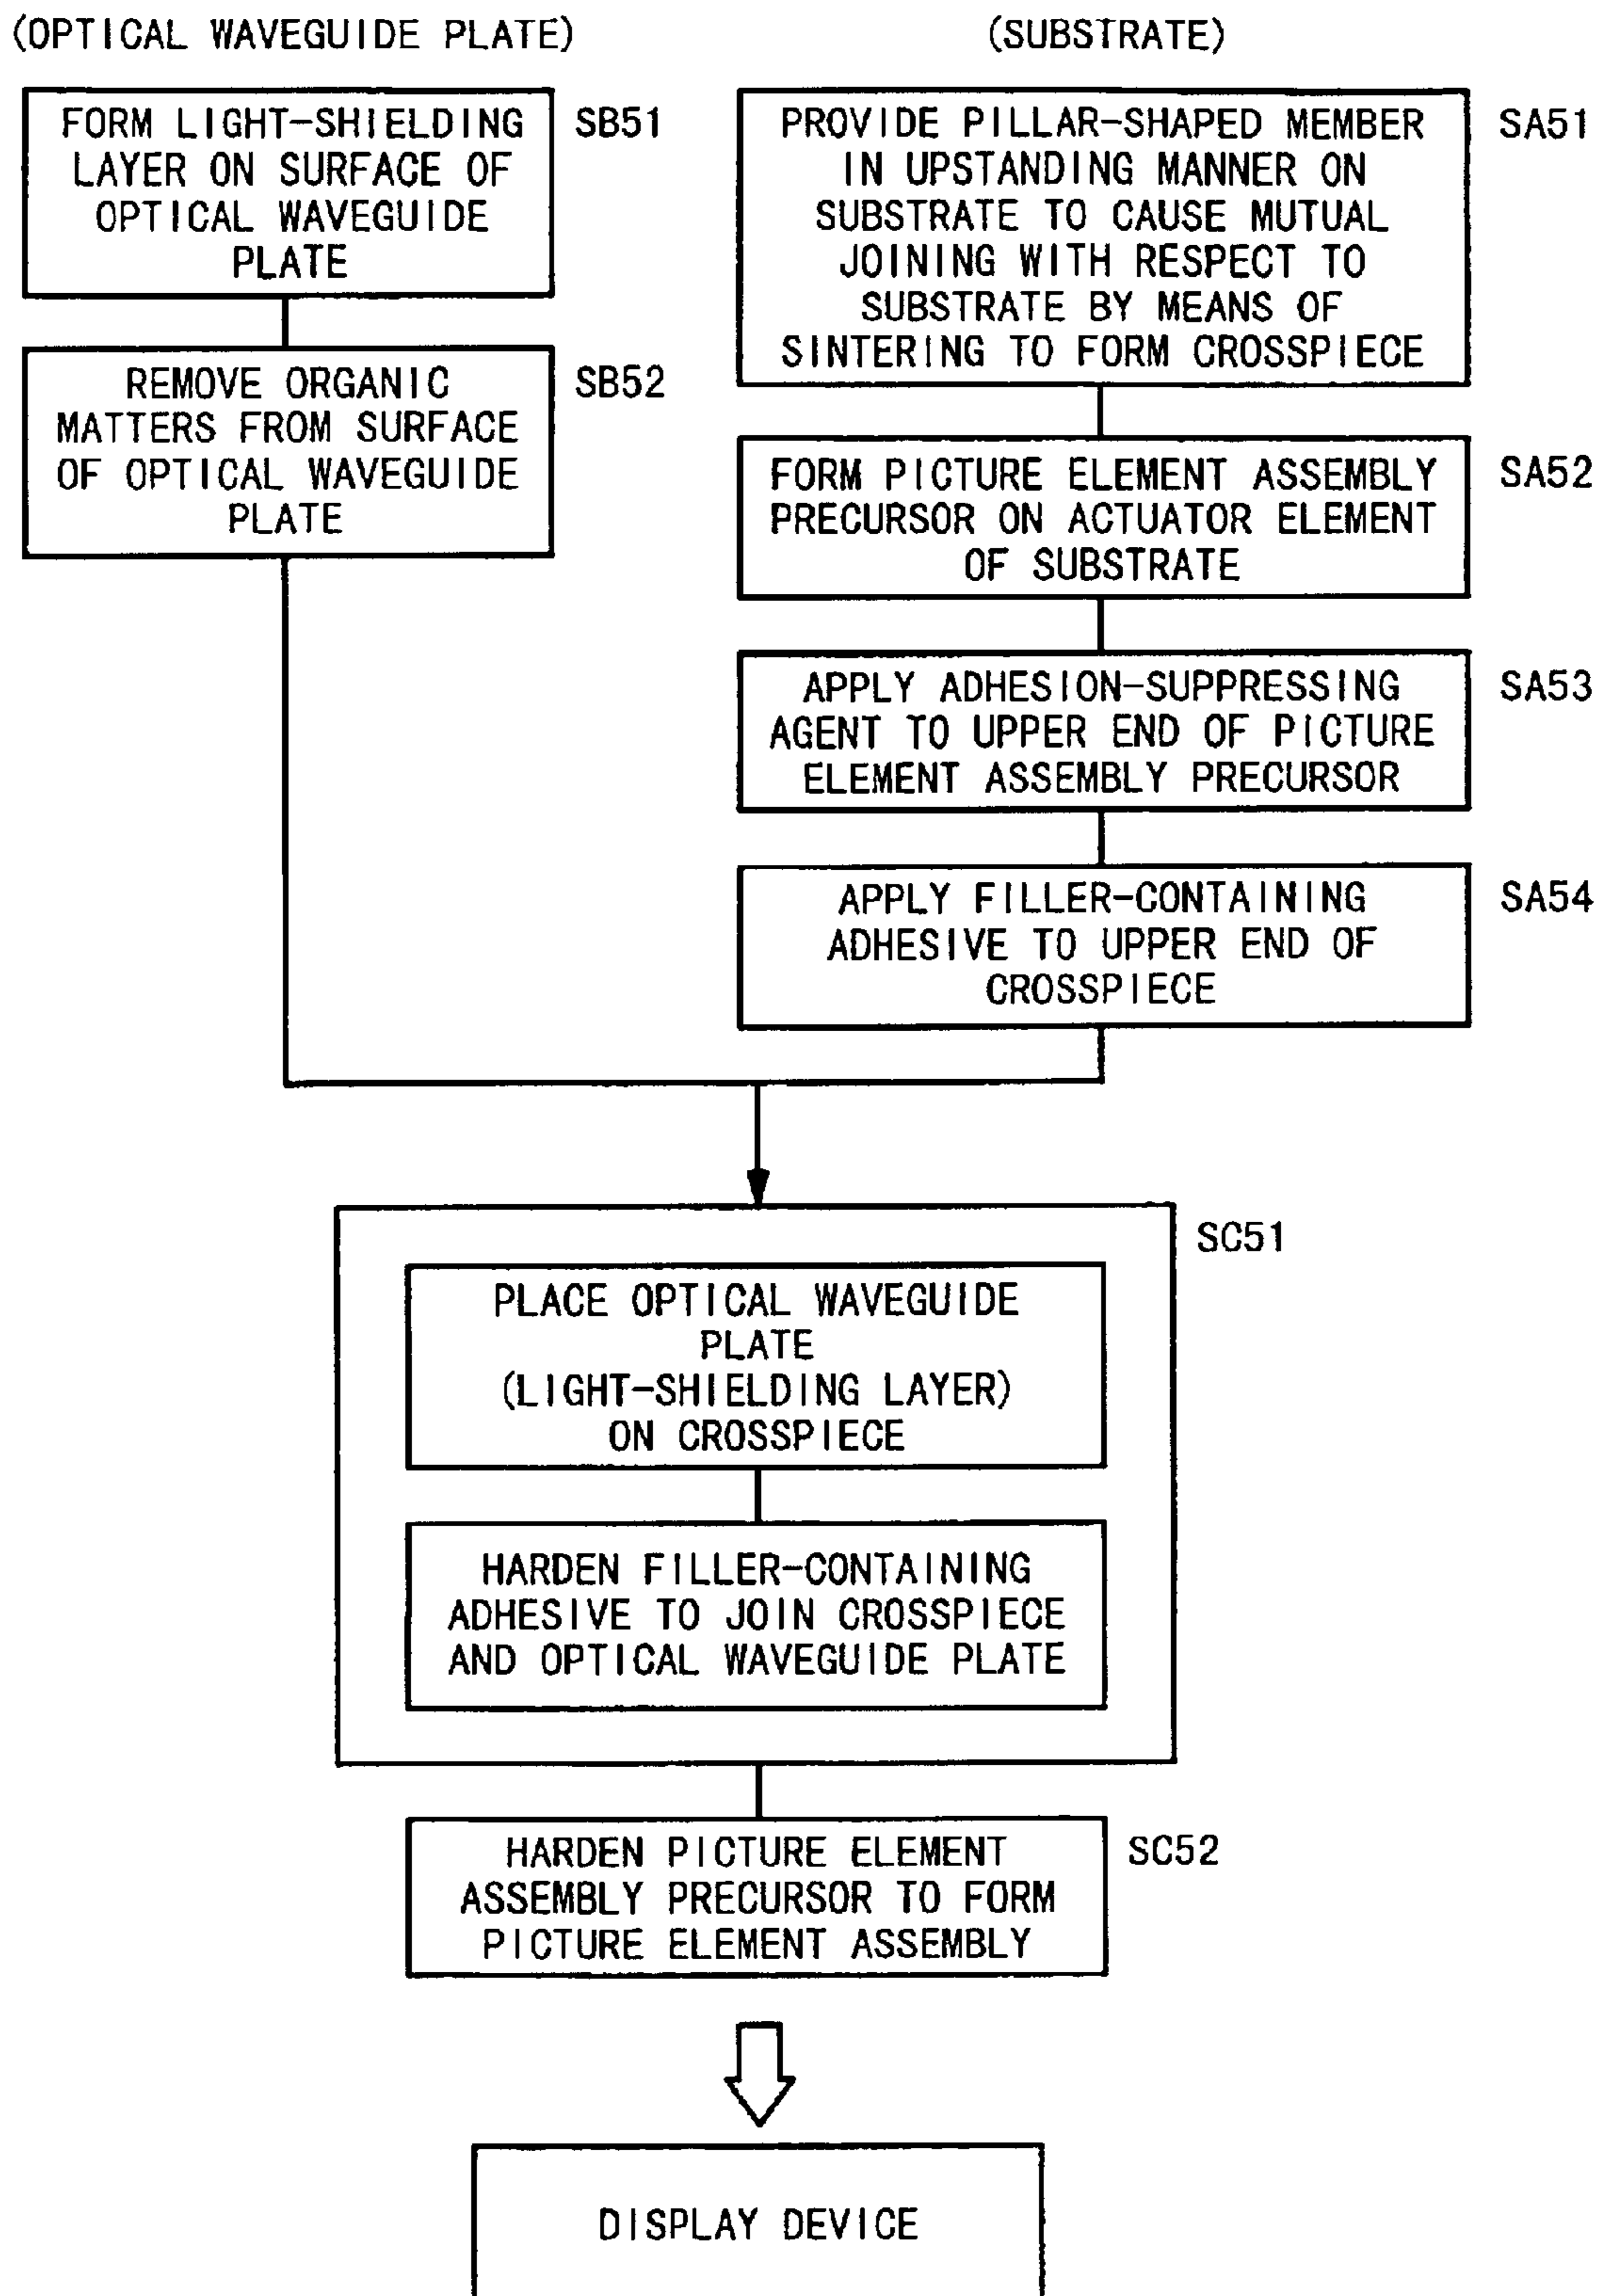 (OPTICAL WAVEGUIDE PLATE)
FORM LIGHT-SHIELDING
LAYER ON SURFACE OF
OPTICAL WAVEGUIDE
PLATE
SB51
REMOVE ORGANIC
MATTERS FROM SURFACE
OF OPTICAL WAVEGUIDE
PLATE
SB52
(SUBSTRATE)
PROVIDE PILLAR-SHAPED MEMBER
IN UPSTANDING MANNER ON
SUBSTRATE TO CAUSE MUTUAL
JOINING WITH RESPECT TO
SUBSTRATE BY MEANS OF
SINTERING TO FORM CROSSPIECE
SA51
FORM PICTURE ELEMENT ASSEMBLY
PRECURSOR ON ACTUATOR ELEMENT
OF SUBSTRATE
SA52
APPLY ADHESION-SUPPRESSING
AGENT TO UPPER END OF PICTURE
ELEMENT ASSEMBLY PRECURSOR
SA53
APPLY FILLER-CONTAINING
ADHESIVE TO UPPER END OF
CROSSPIECE
SA54
SC51
PLACE OPTICAL WAVEGUIDE
PLATE
(LIGHT-SHIELDING LAYER)
ON CROSSPIECE
HARDEN FILLER-CONTAINING
ADHESIVE TO JOIN CROSSPIECE
AND OPTICAL WAVEGUIDE PLATE
HARDEN PICTURE ELEMENT
ASSEMBLY PRECURSOR TO FORM
PICTURE ELEMENT ASSEMBLY
SC52
DISPLAY DEVICE